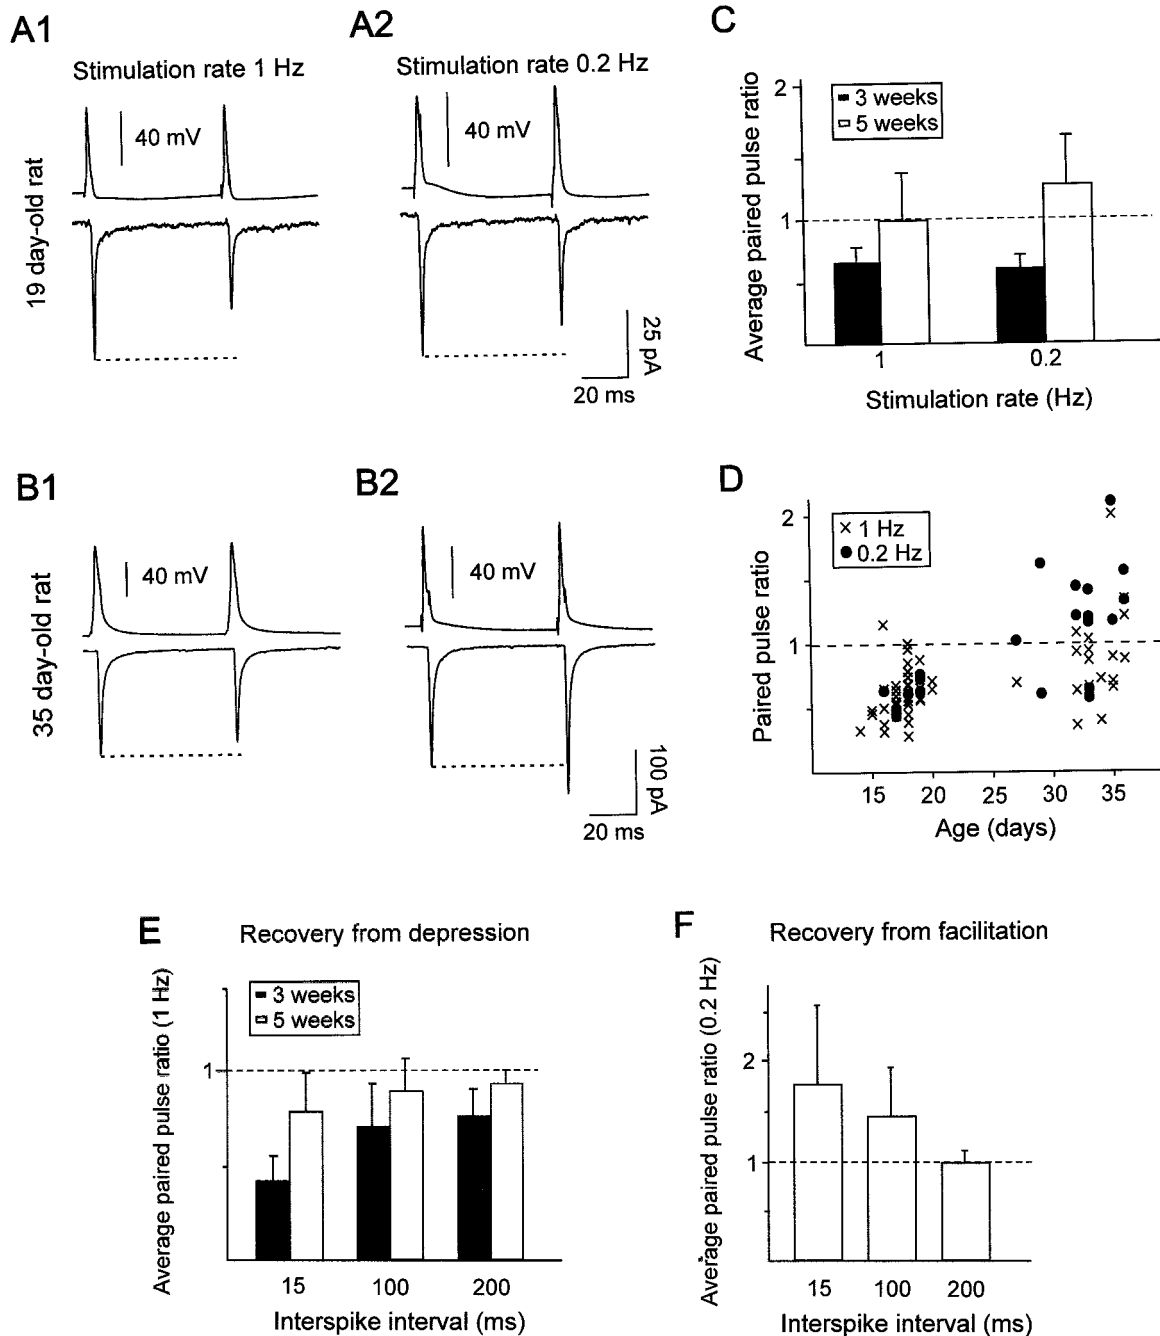 A1
Stimulation rate 1 Hz
40 mV
19 day-old rat
A2
Stimulation rate 0.2 Hz
40 mV
25 pA
20 ms
C
Average paired pulse ratio
2
1
3 weeks
5 weeks
1
0.2
Stimulation rate (Hz)
B1
40 mV
35 day-old rat
B2
40 mV
100 pA
20 ms
D
Paired pulse ratio
2
1
1 Hz
0.2 Hz
15 20 25 30 35
Age (days)
E
Recovery from depression
Average paired pulse ratio (1 Hz)
1
3 weeks
5 weeks
15 100 200
Interspike interval (ms)
F
Recovery from facilitation
Average paired pulse ratio (0.2 Hz)
2
1
15 100 200
Interspike interval (ms)